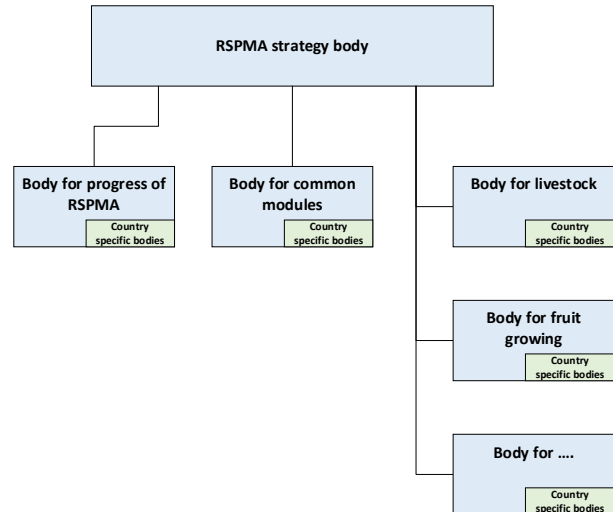 RSPMA strategy body
Body for progress of
RSPMA
Country
specific bodies
Body for common
modules
Country
specific bodies
Body for livestock
Country
specific bodies
Body for fruit
growing
Country
specific bodies
Body for ....
Country
specific bodies